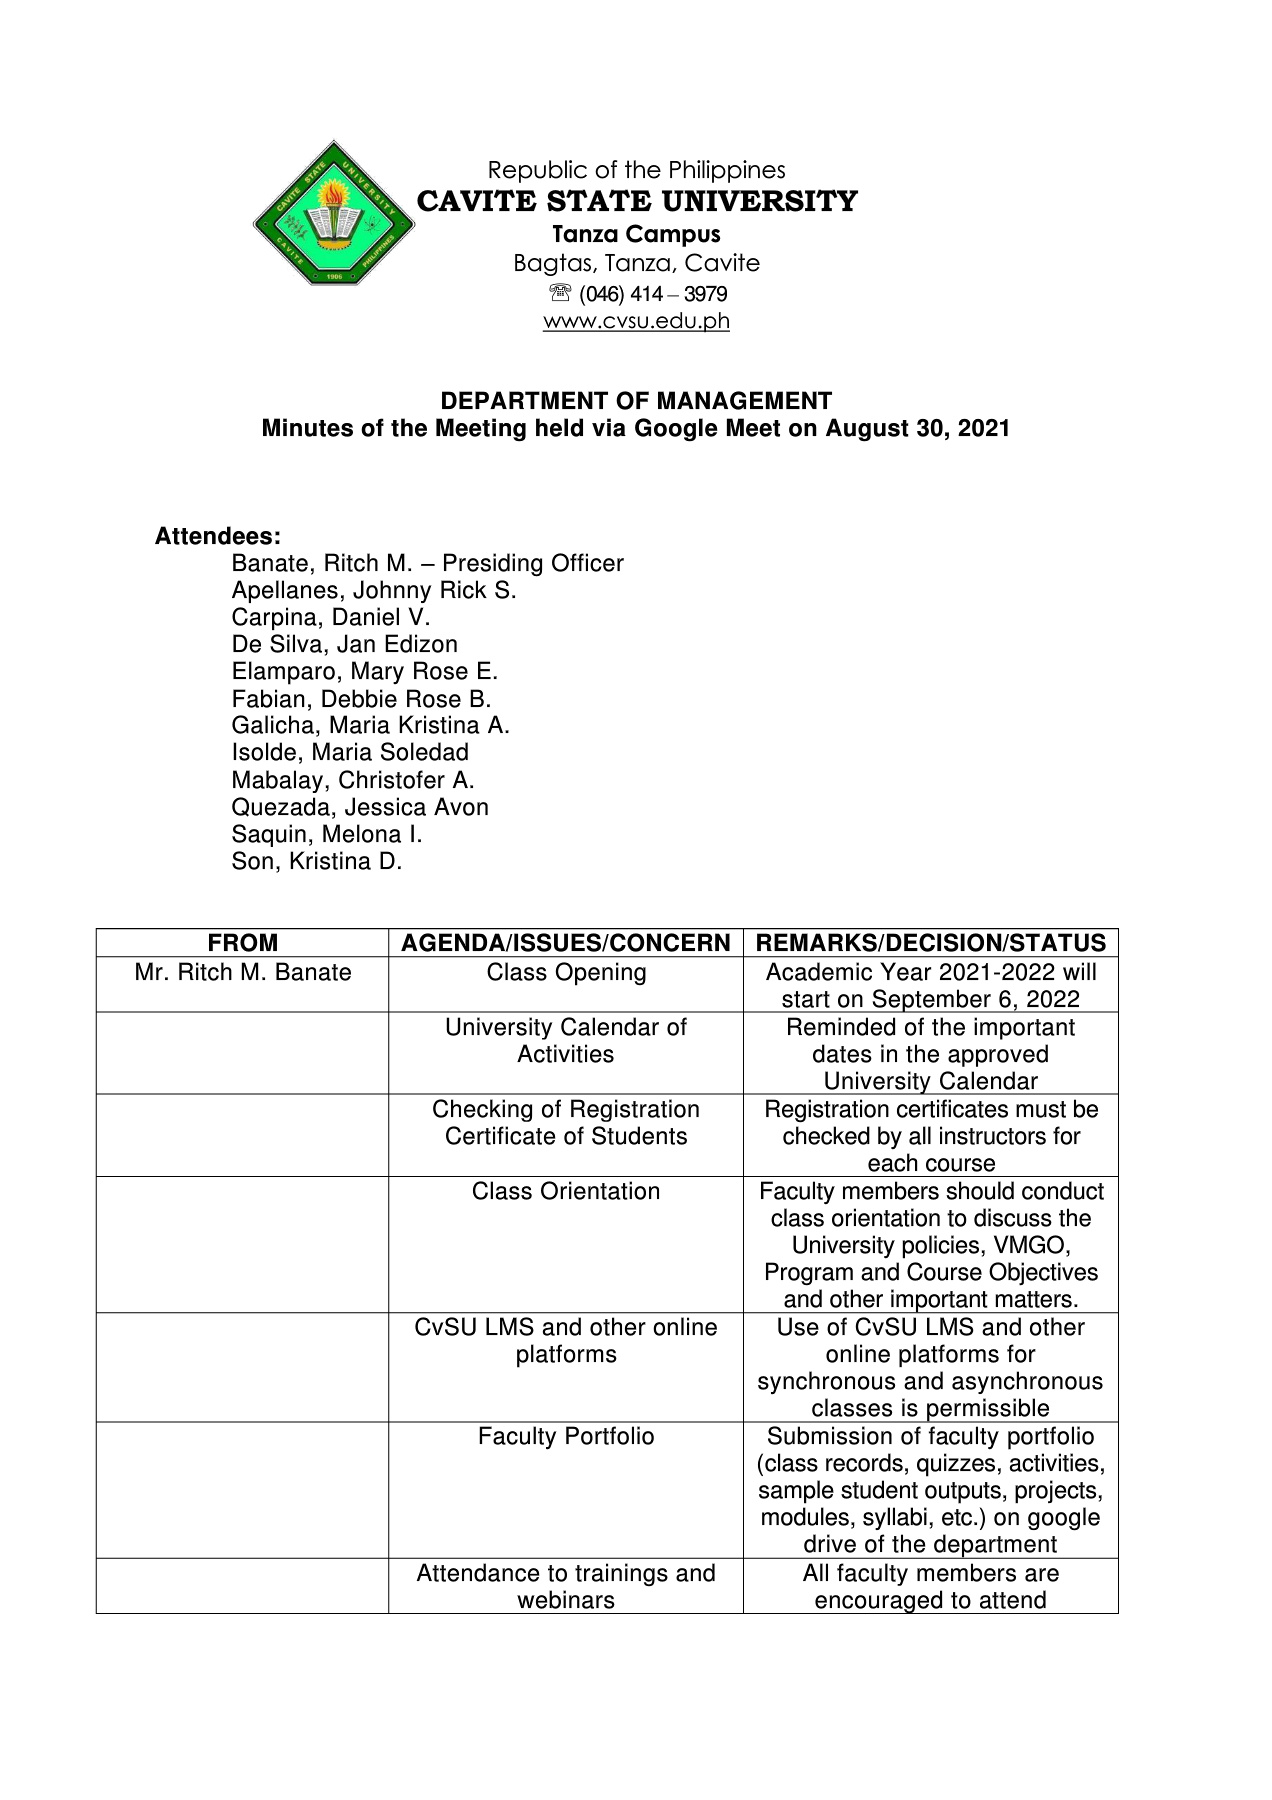 CAVITE STATE UNIVERSITY
CAVITE PHILIPPINES
1906
Republic of the Philippines
CAVITE STATE UNIVERSITY
Tanza Campus
Bagtas, Tanza, Cavite
☏ (046) 414 – 3979
www.cvsu.edu.ph
DEPARTMENT OF MANAGEMENT
Minutes of the Meeting held via Google Meet on August 30, 2021
Attendees:
Banate, Ritch M. – Presiding Officer
Apellanes, Johnny Rick S.
Carpina, Daniel V.
De Silva, Jan Edizon
Elamparo, Mary Rose E.
Fabian, Debbie Rose B.
Galicha, Maria Kristina A.
Isolde, Maria Soledad
Mabalay, Christofer A.
Quezada, Jessica Avon
Saquin, Melona I.
Son, Kristina D.
FROM
AGENDA/ISSUES/CONCERN
REMARKS/DECISION/STATUS
Mr. Ritch M. Banate
Class Opening
Academic Year 2021-2022 will
start on September 6, 2022
University Calendar of
Activities
Reminded of the important
dates in the approved
University Calendar
Checking of Registration
Certificate of Students
Registration certificates must be
checked by all instructors for
each course
Class Orientation
Faculty members should conduct
class orientation to discuss the
University policies, VMGO,
Program and Course Objectives
and other important matters.
CvSU LMS and other online
platforms
Use of CvSU LMS and other
online platforms for
synchronous and asynchronous
classes is permissible
Faculty Portfolio
Submission of faculty portfolio
(class records, quizzes, activities,
sample student outputs, projects,
modules, syllabi, etc.) on google
drive of the department
Attendance to trainings and
webinars
All faculty members are
encouraged to attend